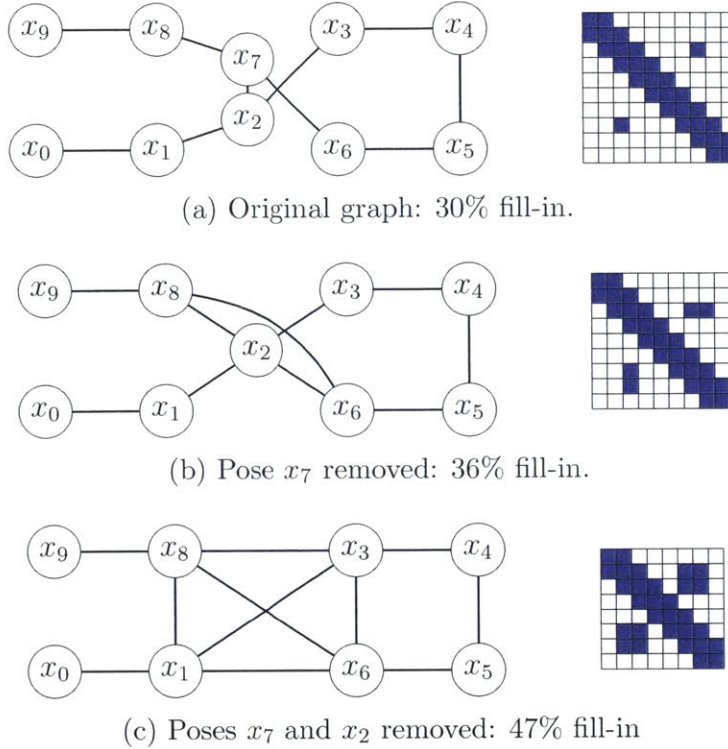 x₉ x₈ x₇ x₃ x₄
x₀ x₁ x₂ x₆ x₅
(a) Original graph: 30% fill-in.
x₉ x₈ x₃ x₄
x₂
x₀ x₁ x₆ x₅
(b) Pose x₇ removed: 36% fill-in.
x₉ x₈ x₃ x₄
x₀ x₁ x₆ x₅
(c) Poses x₇ and x₂ removed: 47% fill-in